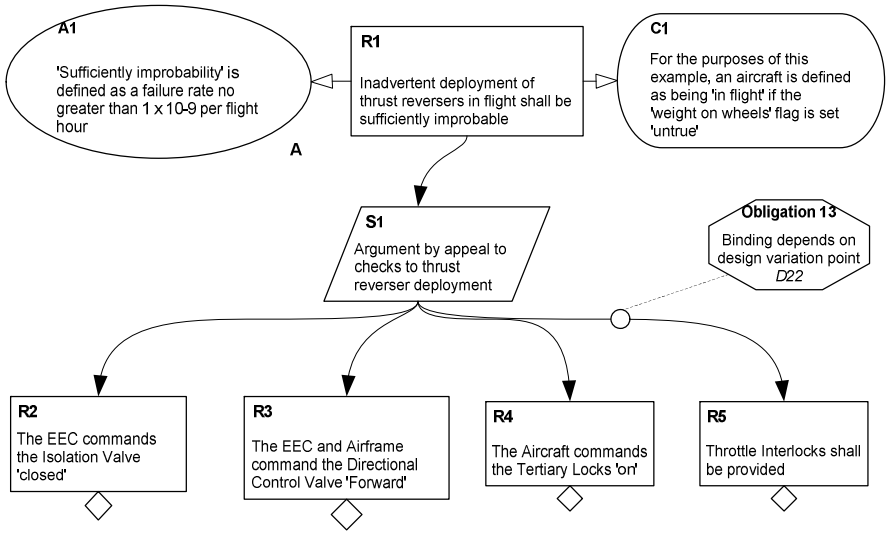 A1
'Sufficiently improbability' is
defined as a failure rate no
greater than 1 x 10-9 per flight
hour
A
R1
Inadvertent deployment of
thrust reversers in flight shall be
sufficiently improbable
C1
For the purposes of this
example, an aircraft is defined
as being 'in flight' if the
'weight on wheels' flag is set
'untrue'
S1
Argument by appeal to
checks to thrust
reverser deployment
Obligation 13
Binding depends on
design variation point
D22
R2
The EEC commands
the Isolation Valve
'closed'
R3
The EEC and Airframe
command the Directional
Control Valve 'Forward'
R4
The Aircraft commands
the Tertiary Locks 'on'
R5
Throttle Interlocks shall
be provided